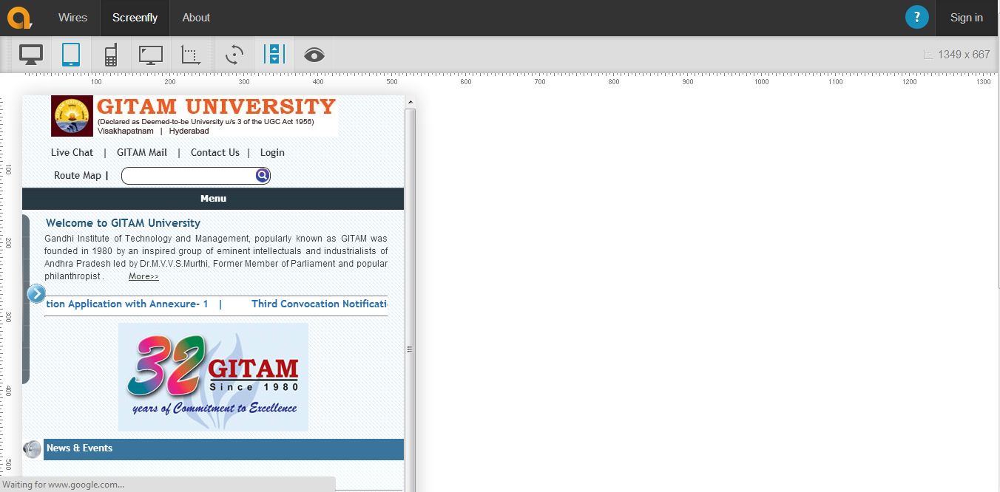 Wires Screenfly About ? Sign in
1349 x 667
100 200 300 400 500 600 700 800 900 1000 1100 1200 1300
GITAM UNIVERSITY
(Declared as Deemed-to-be University u/s 3 of the UGC Act 1956)
Visakhapatnam | Hyderabad
Live Chat | GITAM Mail | Contact Us | Login
Route Map |
Menu
Welcome to GITAM University
Gandhi Institute of Technology and Management, popularly known as GITAM was
founded in 1980 by an inspired group of eminent intellectuals and industrialists of
Andhra Pradesh led by Dr.M.V.V.S.Murthi, Former Member of Parliament and popular
philanthropist . More>>
tion Application with Annexure- 1 | Third Convocation Notificati
32 GITAM
Since 1980
years of Commitment to Excellence
News & Events
Waiting for www.google.com...
100
200
300
400
500